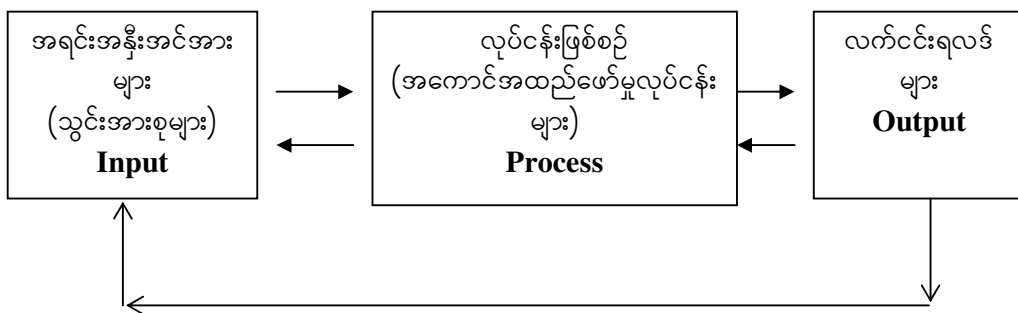 အရင်းအနှီးအင်အား
များ
(သွင်းအားစုများ)
Input
လုပ်ငန်းဖြစ်စဉ်
(အကောင်အထည်ဖော်မှုလုပ်ငန်း
များ)
Process
လက်ငင်းရလဒ်
များ
Output